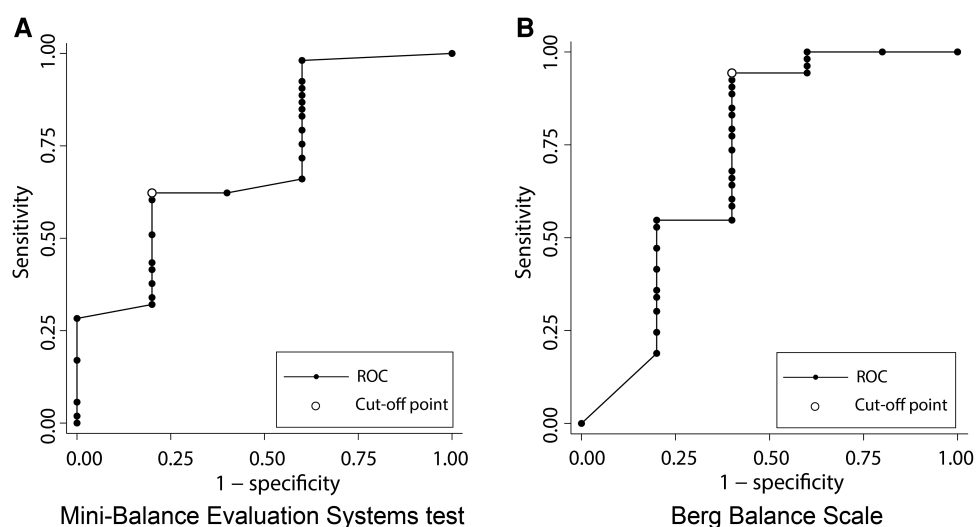 A
1.00
0.75
0.50
0.25
0.00
Sensitivity
ROC
Cut-off point
0.00 0.25 0.50 0.75 1.00
1 – specificity
Mini-Balance Evaluation Systems test
B
1.00
0.75
0.50
0.25
0.00
Sensitivity
ROC
Cut-off point
0.00 0.25 0.50 0.75 1.00
1 – specificity
Berg Balance Scale